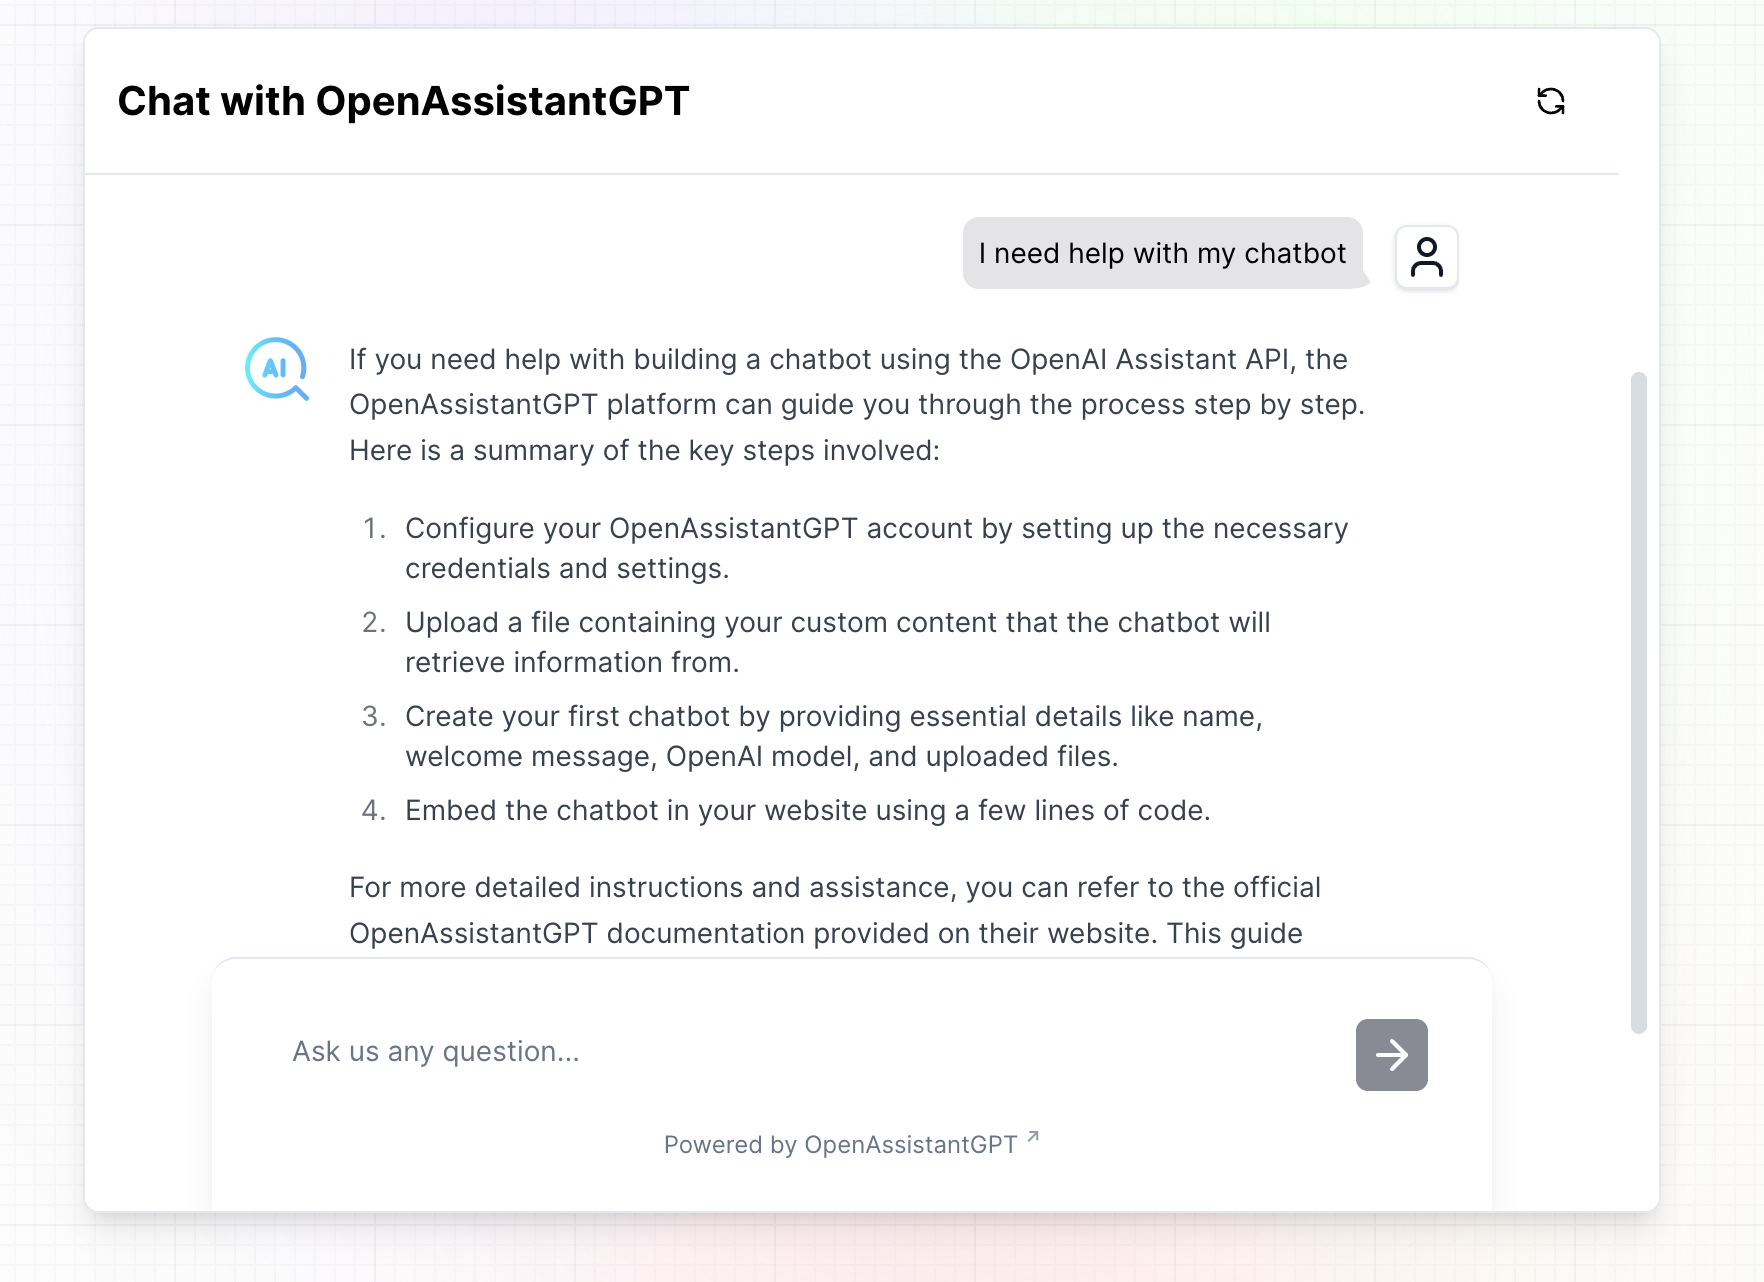 Chat with OpenAssistantGPT
I need help with my chatbot
AI
If you need help with building a chatbot using the OpenAI Assistant API, the
OpenAssistantGPT platform can guide you through the process step by step.
Here is a summary of the key steps involved:
1. Configure your OpenAssistantGPT account by setting up the necessary
credentials and settings.
2. Upload a file containing your custom content that the chatbot will
retrieve information from.
3. Create your first chatbot by providing essential details like name,
welcome message, OpenAI model, and uploaded files.
4. Embed the chatbot in your website using a few lines of code.
For more detailed instructions and assistance, you can refer to the official
OpenAssistantGPT documentation provided on their website. This guide
Ask us any question...
Powered by OpenAssistantGPT ↗